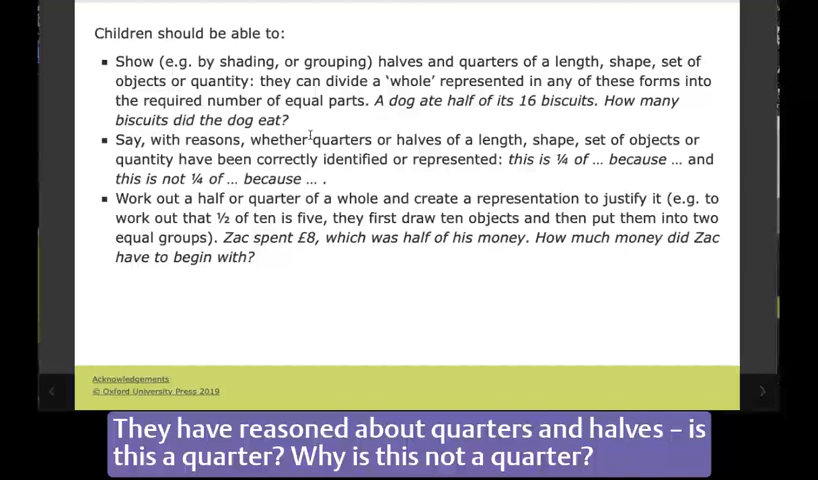 Children should be able to:
▪ Show (e.g. by shading, or grouping) halves and quarters of a length, shape, set of
objects or quantity: they can divide a ‘whole’ represented in any of these forms into
the required number of equal parts. A dog ate half of its 16 biscuits. How many
biscuits did the dog eat?
▪ Say, with reasons, whether quarters or halves of a length, shape, set of objects or
quantity have been correctly identified or represented: this is ¼ of … because … and
this is not ¼ of … because … .
▪ Work out a half or quarter of a whole and create a representation to justify it (e.g. to
work out that ½ of ten is five, they first draw ten objects and then put them into two
equal groups). Zac spent £8, which was half of his money. How much money did Zac
have to begin with?
Acknowledgements
© Oxford University Press 2019
They have reasoned about quarters and halves – is
this a quarter? Why is this not a quarter?